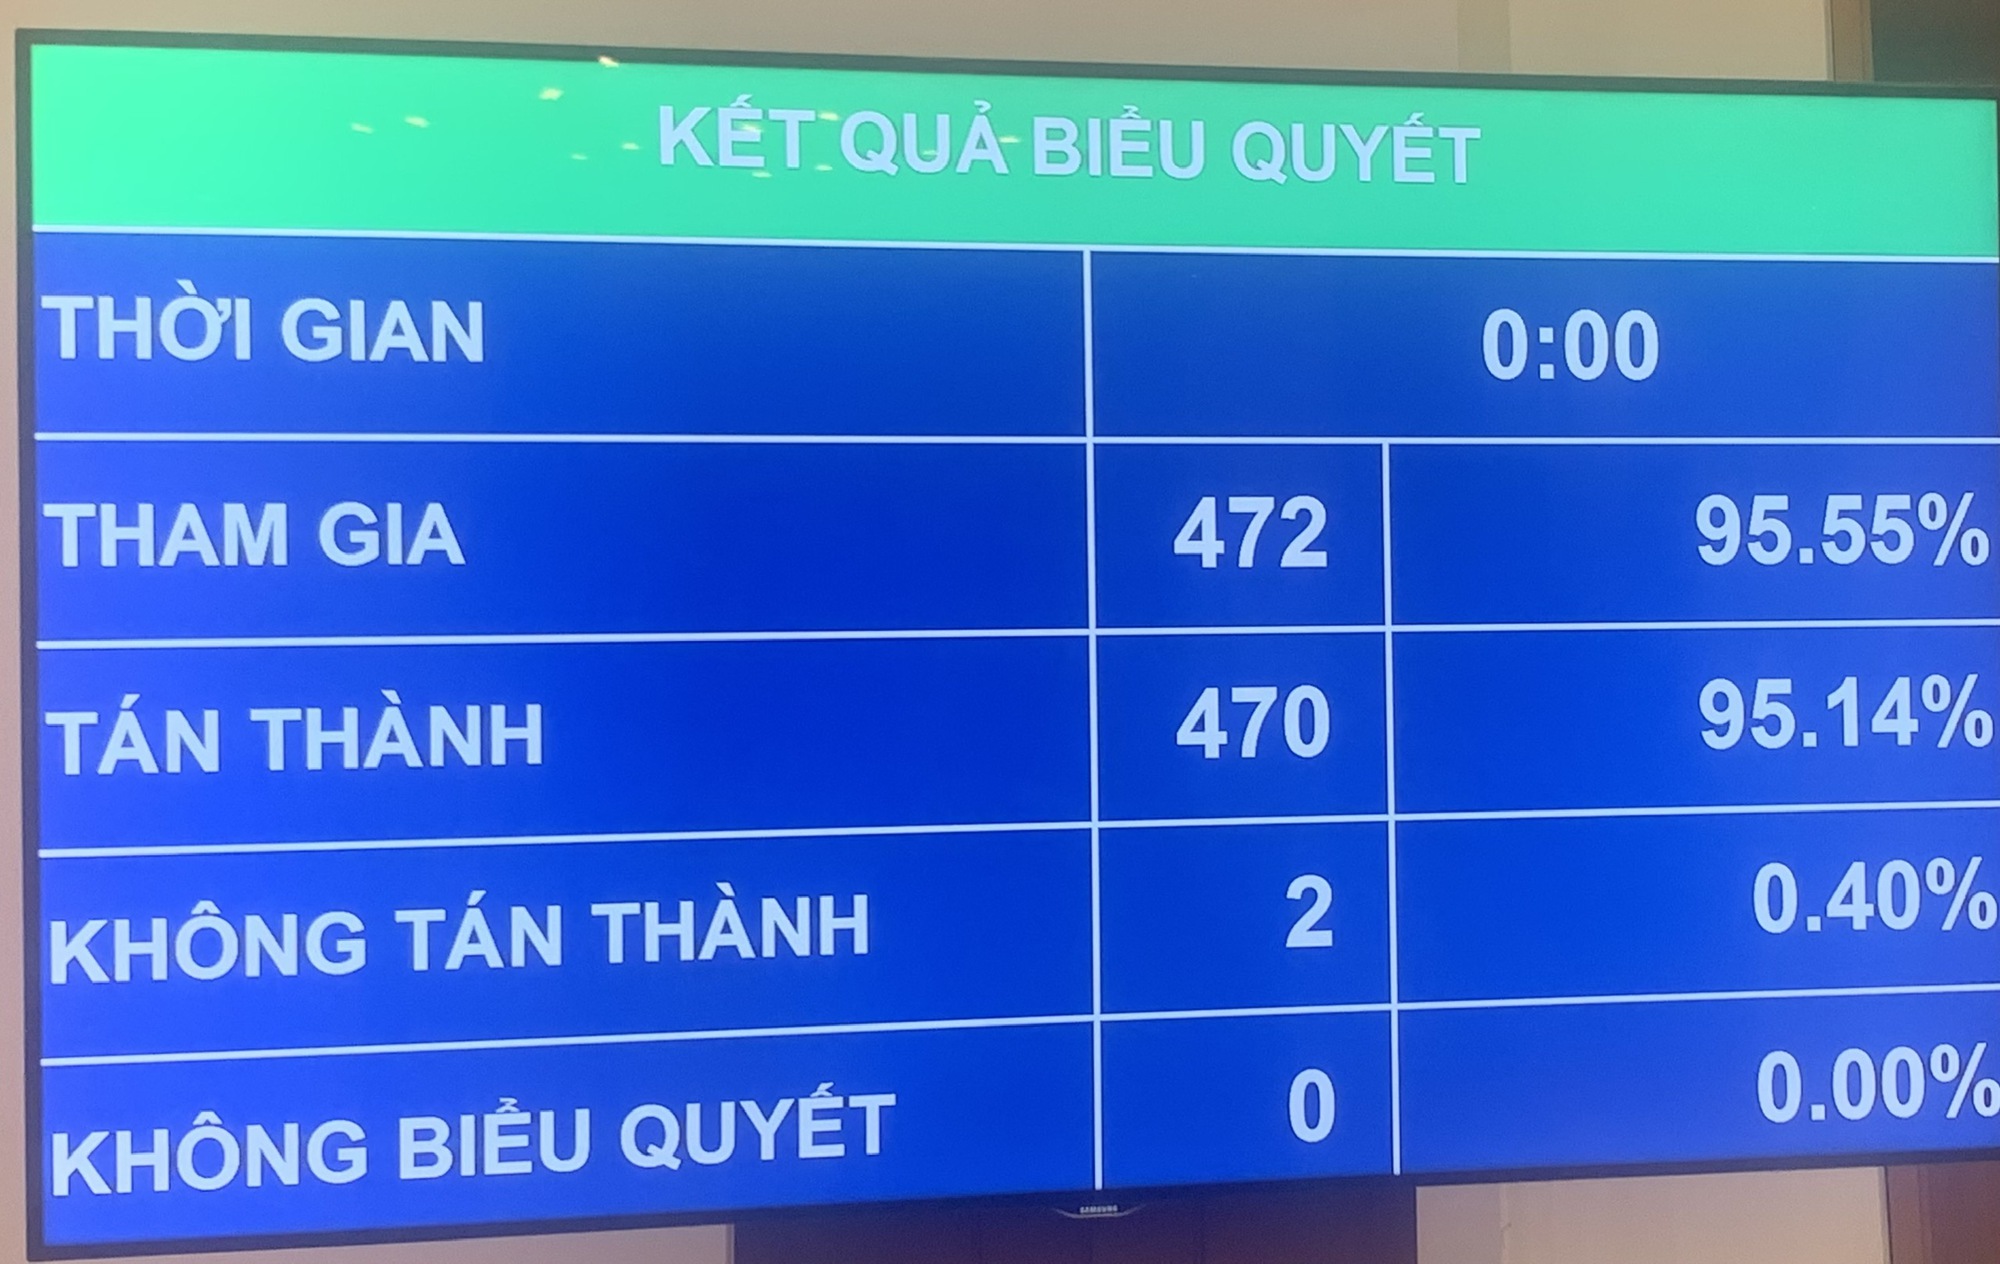 KẾT QUẢ BIỂU QUYẾT
THỜI GIAN 0:00
THAM GIA 472 95.55%
TÁN THÀNH 470 95.14%
KHÔNG TÁN THÀNH 2 0.40%
KHÔNG BIỂU QUYẾT 0 0.00%
SAMSUNG